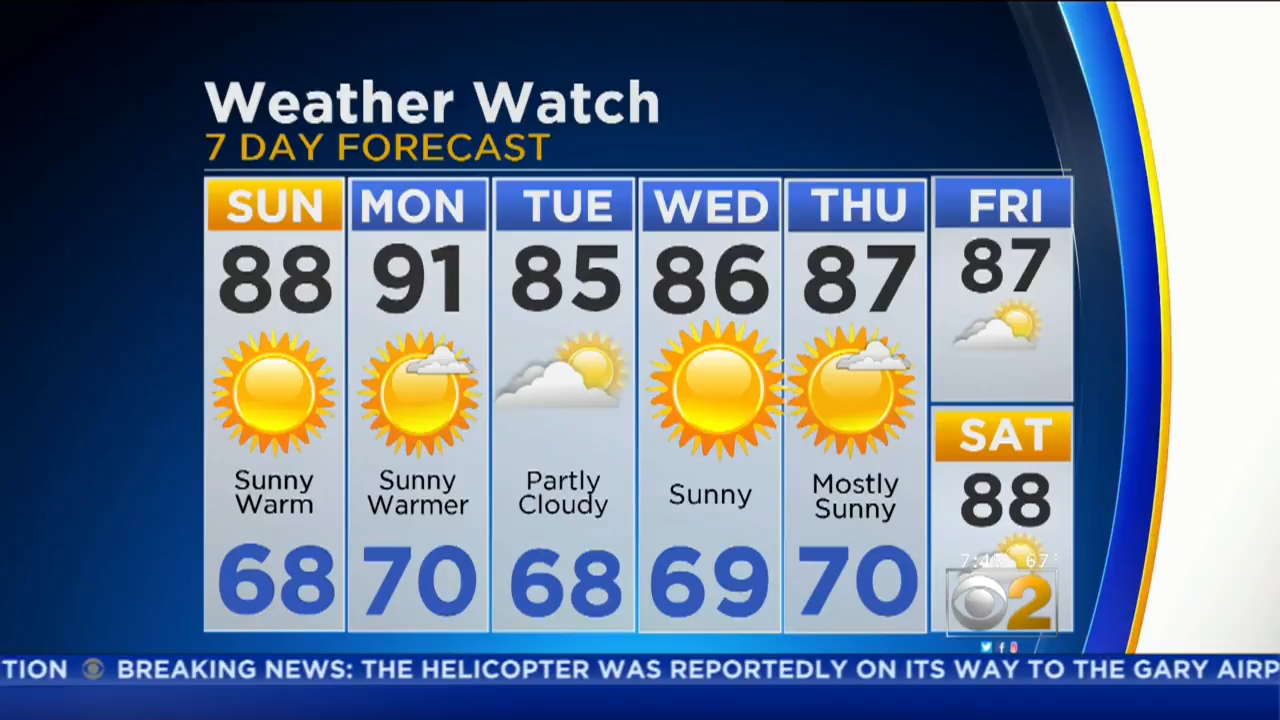 Weather Watch
7 DAY FORECAST
SUN
88
Sunny
Warm
68
MON
91
Sunny
Warmer
70
TUE
85
Partly
Cloudy
68
WED
86
Sunny
69
THU
87
Mostly
Sunny
70
FRI
87
SAT
88
67°
2
TION BREAKING NEWS: THE HELICOPTER WAS REPORTEDLY ON ITS WAY TO THE GARY AIRP